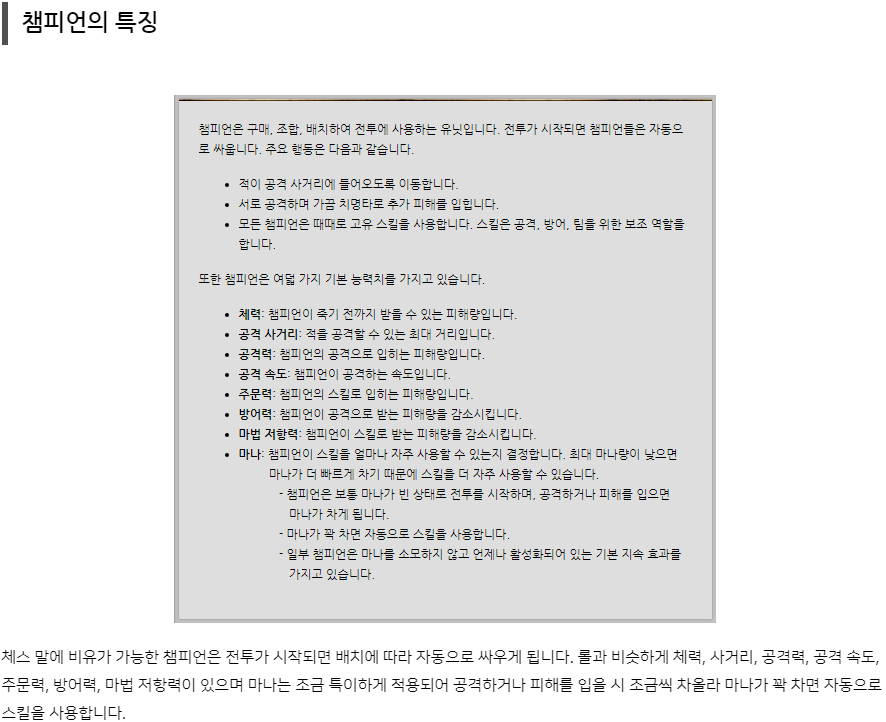 챔피언의 특징
챔피언은 구매, 조합, 배치하여 전투에 사용하는 유닛입니다. 전투가 시작되면 챔피언들은 자동으
로 싸웁니다. 주요 행동은 다음과 같습니다.
• 적이 공격 사거리에 들어오도록 이동합니다.
• 서로 공격하며 가끔 치명타로 추가 피해를 입힙니다.
• 모든 챔피언은 때때로 고유 스킬을 사용합니다. 스킬은 공격, 방어, 팀을 위한 보조 역할을
합니다.
또한 챔피언은 여덟 가지 기본 능력치를 가지고 있습니다.
• 체력: 챔피언이 죽기 전까지 받을 수 있는 피해량입니다.
• 공격 사거리: 적을 공격할 수 있는 최대 거리입니다.
• 공격력: 챔피언의 공격으로 입히는 피해량입니다.
• 공격 속도: 챔피언이 공격하는 속도입니다.
• 주문력: 챔피언의 스킬로 입히는 피해량입니다.
• 방어력: 챔피언이 공격으로 받는 피해량을 감소시킵니다.
• 마법 저항력: 챔피언이 스킬로 받는 피해량을 감소시킵니다.
• 마나: 챔피언이 스킬을 얼마나 자주 사용할 수 있는지 결정합니다. 최대 마나량이 낮으면
마나가 더 빠르게 차기 때문에 스킬을 더 자주 사용할 수 있습니다.
- 챔피언은 보통 마나가 빈 상태로 전투를 시작하며, 공격하거나 피해를 입으면
마나가 차게 됩니다.
- 마나가 꽉 차면 자동으로 스킬을 사용합니다.
- 일부 챔피언은 마나를 소모하지 않고 언제나 활성화되어 있는 기본 지속 효과를
가지고 있습니다.
체스 말에 비유가 가능한 챔피언은 전투가 시작되면 배치에 따라 자동으로 싸우게 됩니다. 롤과 비슷하게 체력, 사거리, 공격력, 공격 속도,
주문력, 방어력, 마법 저항력이 있으며 마나는 조금 특이하게 적용되어 공격하거나 피해를 입을 시 조금씩 차올라 마나가 꽉 차면 자동으로
스킬을 사용합니다.